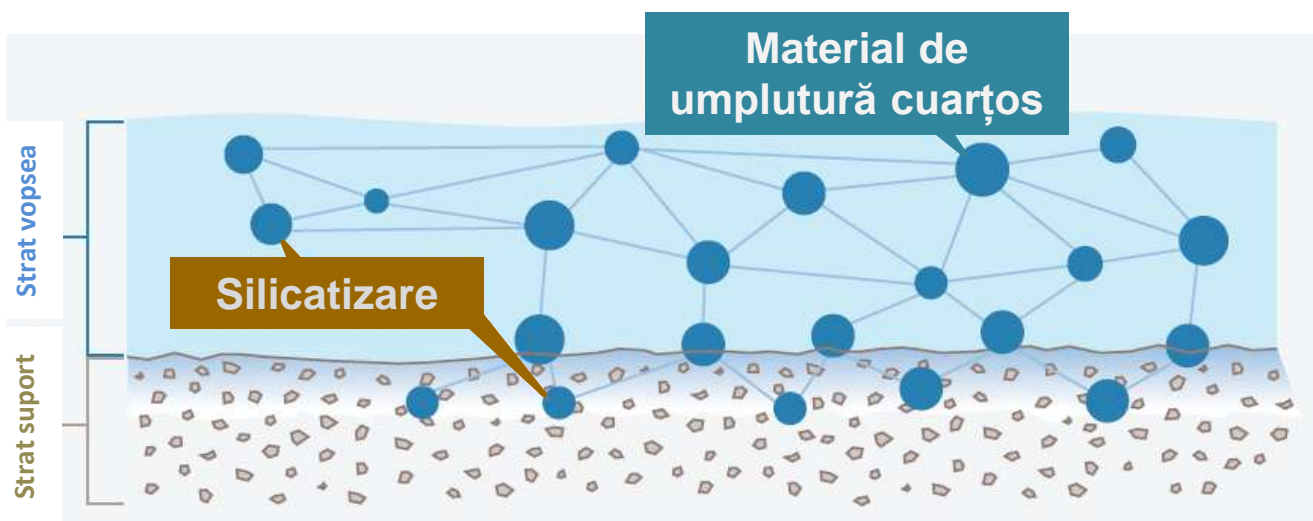 Material de
umplutură cuarțos
Strat vopsea
Silicatizare
Strat suport